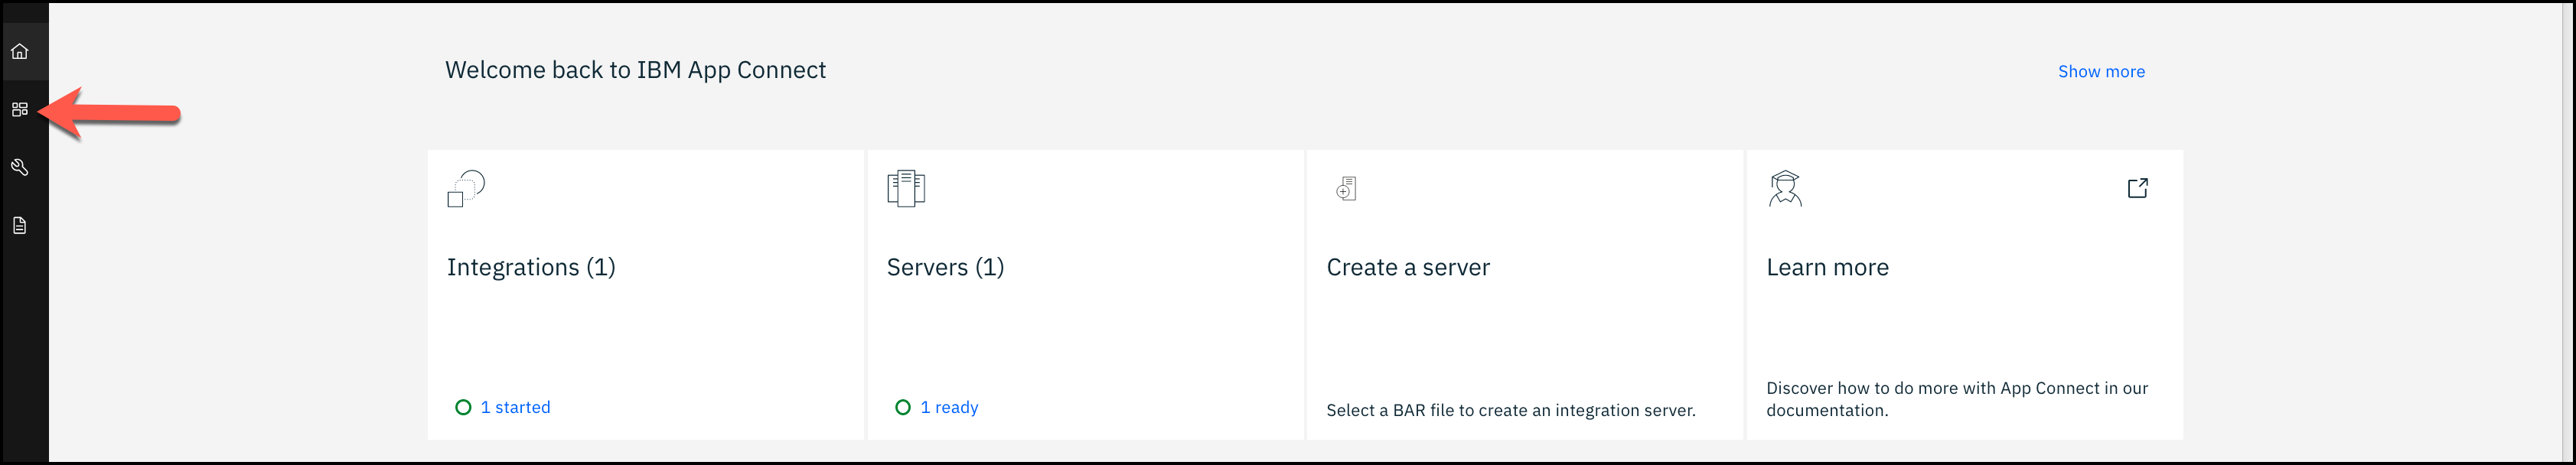 Welcome back to IBM App Connect
Show more
Integrations (1)
1 started
Servers (1)
1 ready
Create a server
Select a BAR file to create an integration server.
Learn more
Discover how to do more with App Connect in our
documentation.